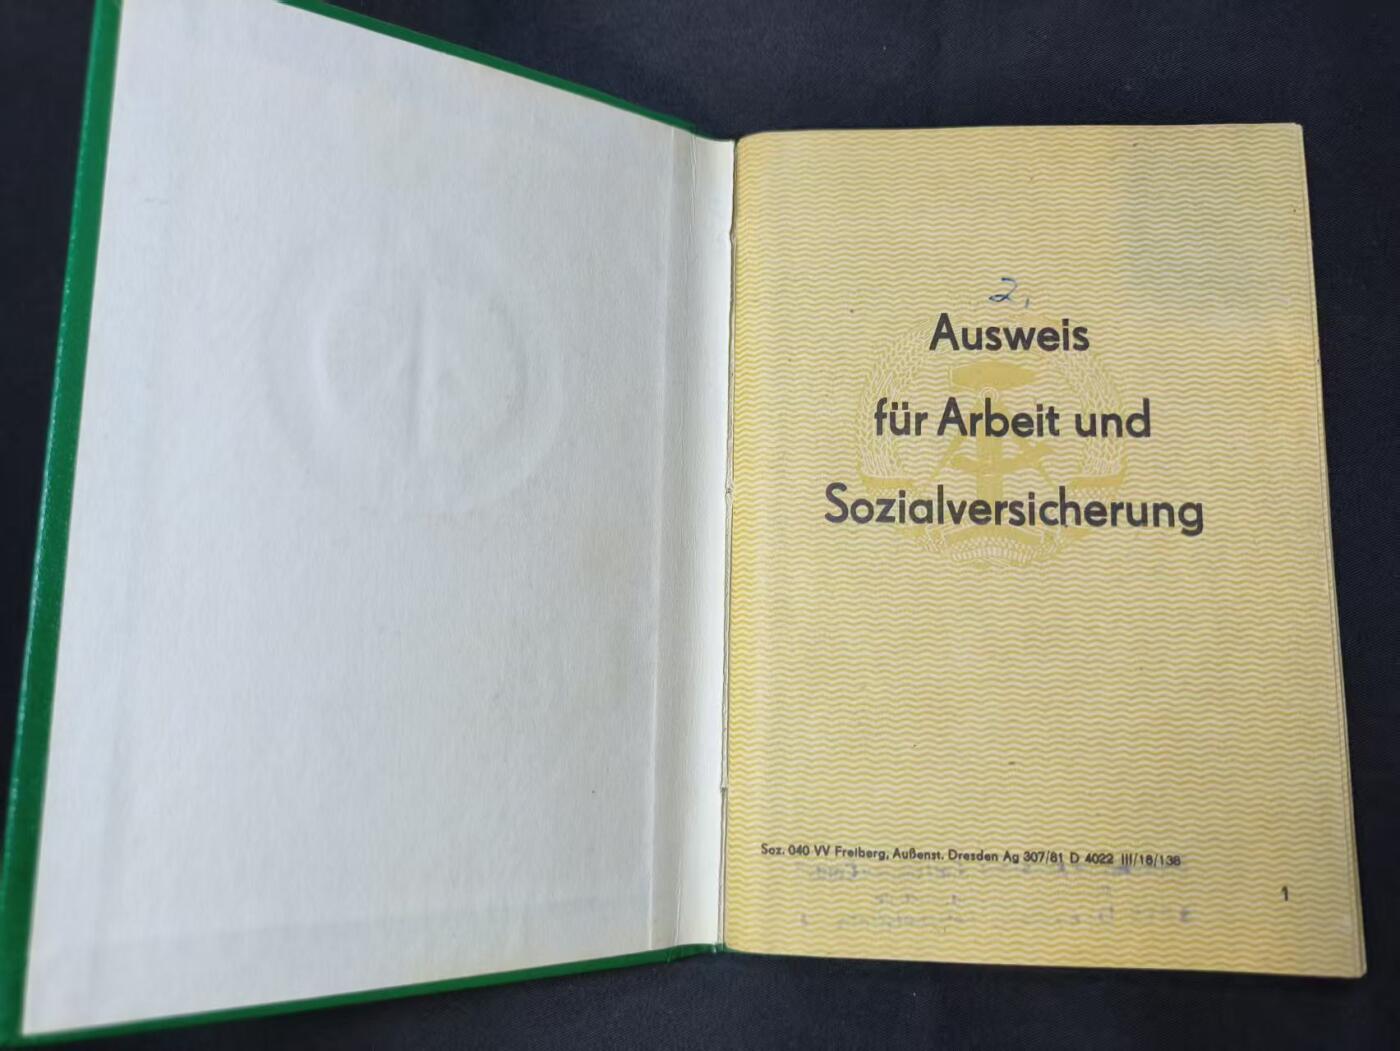 2.
Ausweis
für Arbeit und
Sozialversicherung
Soz. 040 VV Freiberg, Außenst. Dresden Ag 307/81 D 4022 III/18/138
1